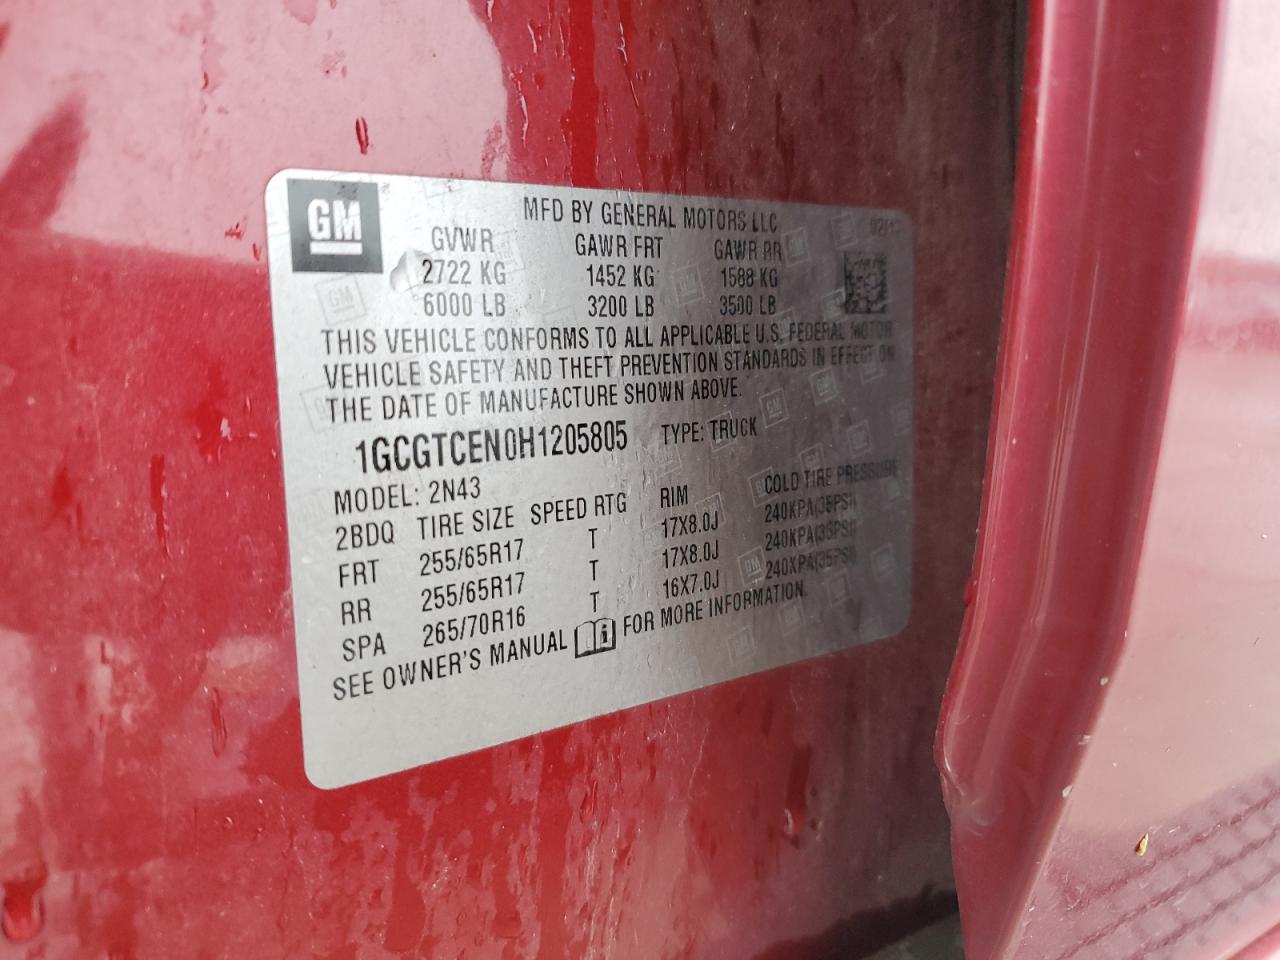 GM
MFD BY GENERAL MOTORS LLC
GVWR GAWR FRT GAWR RR
2722 KG 1452 KG 1588 KG
6000 LB 3200 LB 3500 LB
THIS VEHICLE CONFORMS TO ALL APPLICABLE U.S. FEDERAL MOTOR
VEHICLE SAFETY AND THEFT PREVENTION STANDARDS IN EFFECT ON
THE DATE OF MANUFACTURE SHOWN ABOVE.
1GCGTCEN0H1205805 TYPE: TRUCK
MODEL: 2N43
2BDQ TIRE SIZE SPEED RTG RIM COLD TIRE PRESSURE
FRT 255/65R17 T 17X8.0J 240KPA(35PSI)
RR 255/65R17 T 17X8.0J 240KPA(35PSI)
SPA 265/70R16 T 16X7.0J 240KPA(35PSI)
SEE OWNER'S MANUAL FOR MORE INFORMATION.